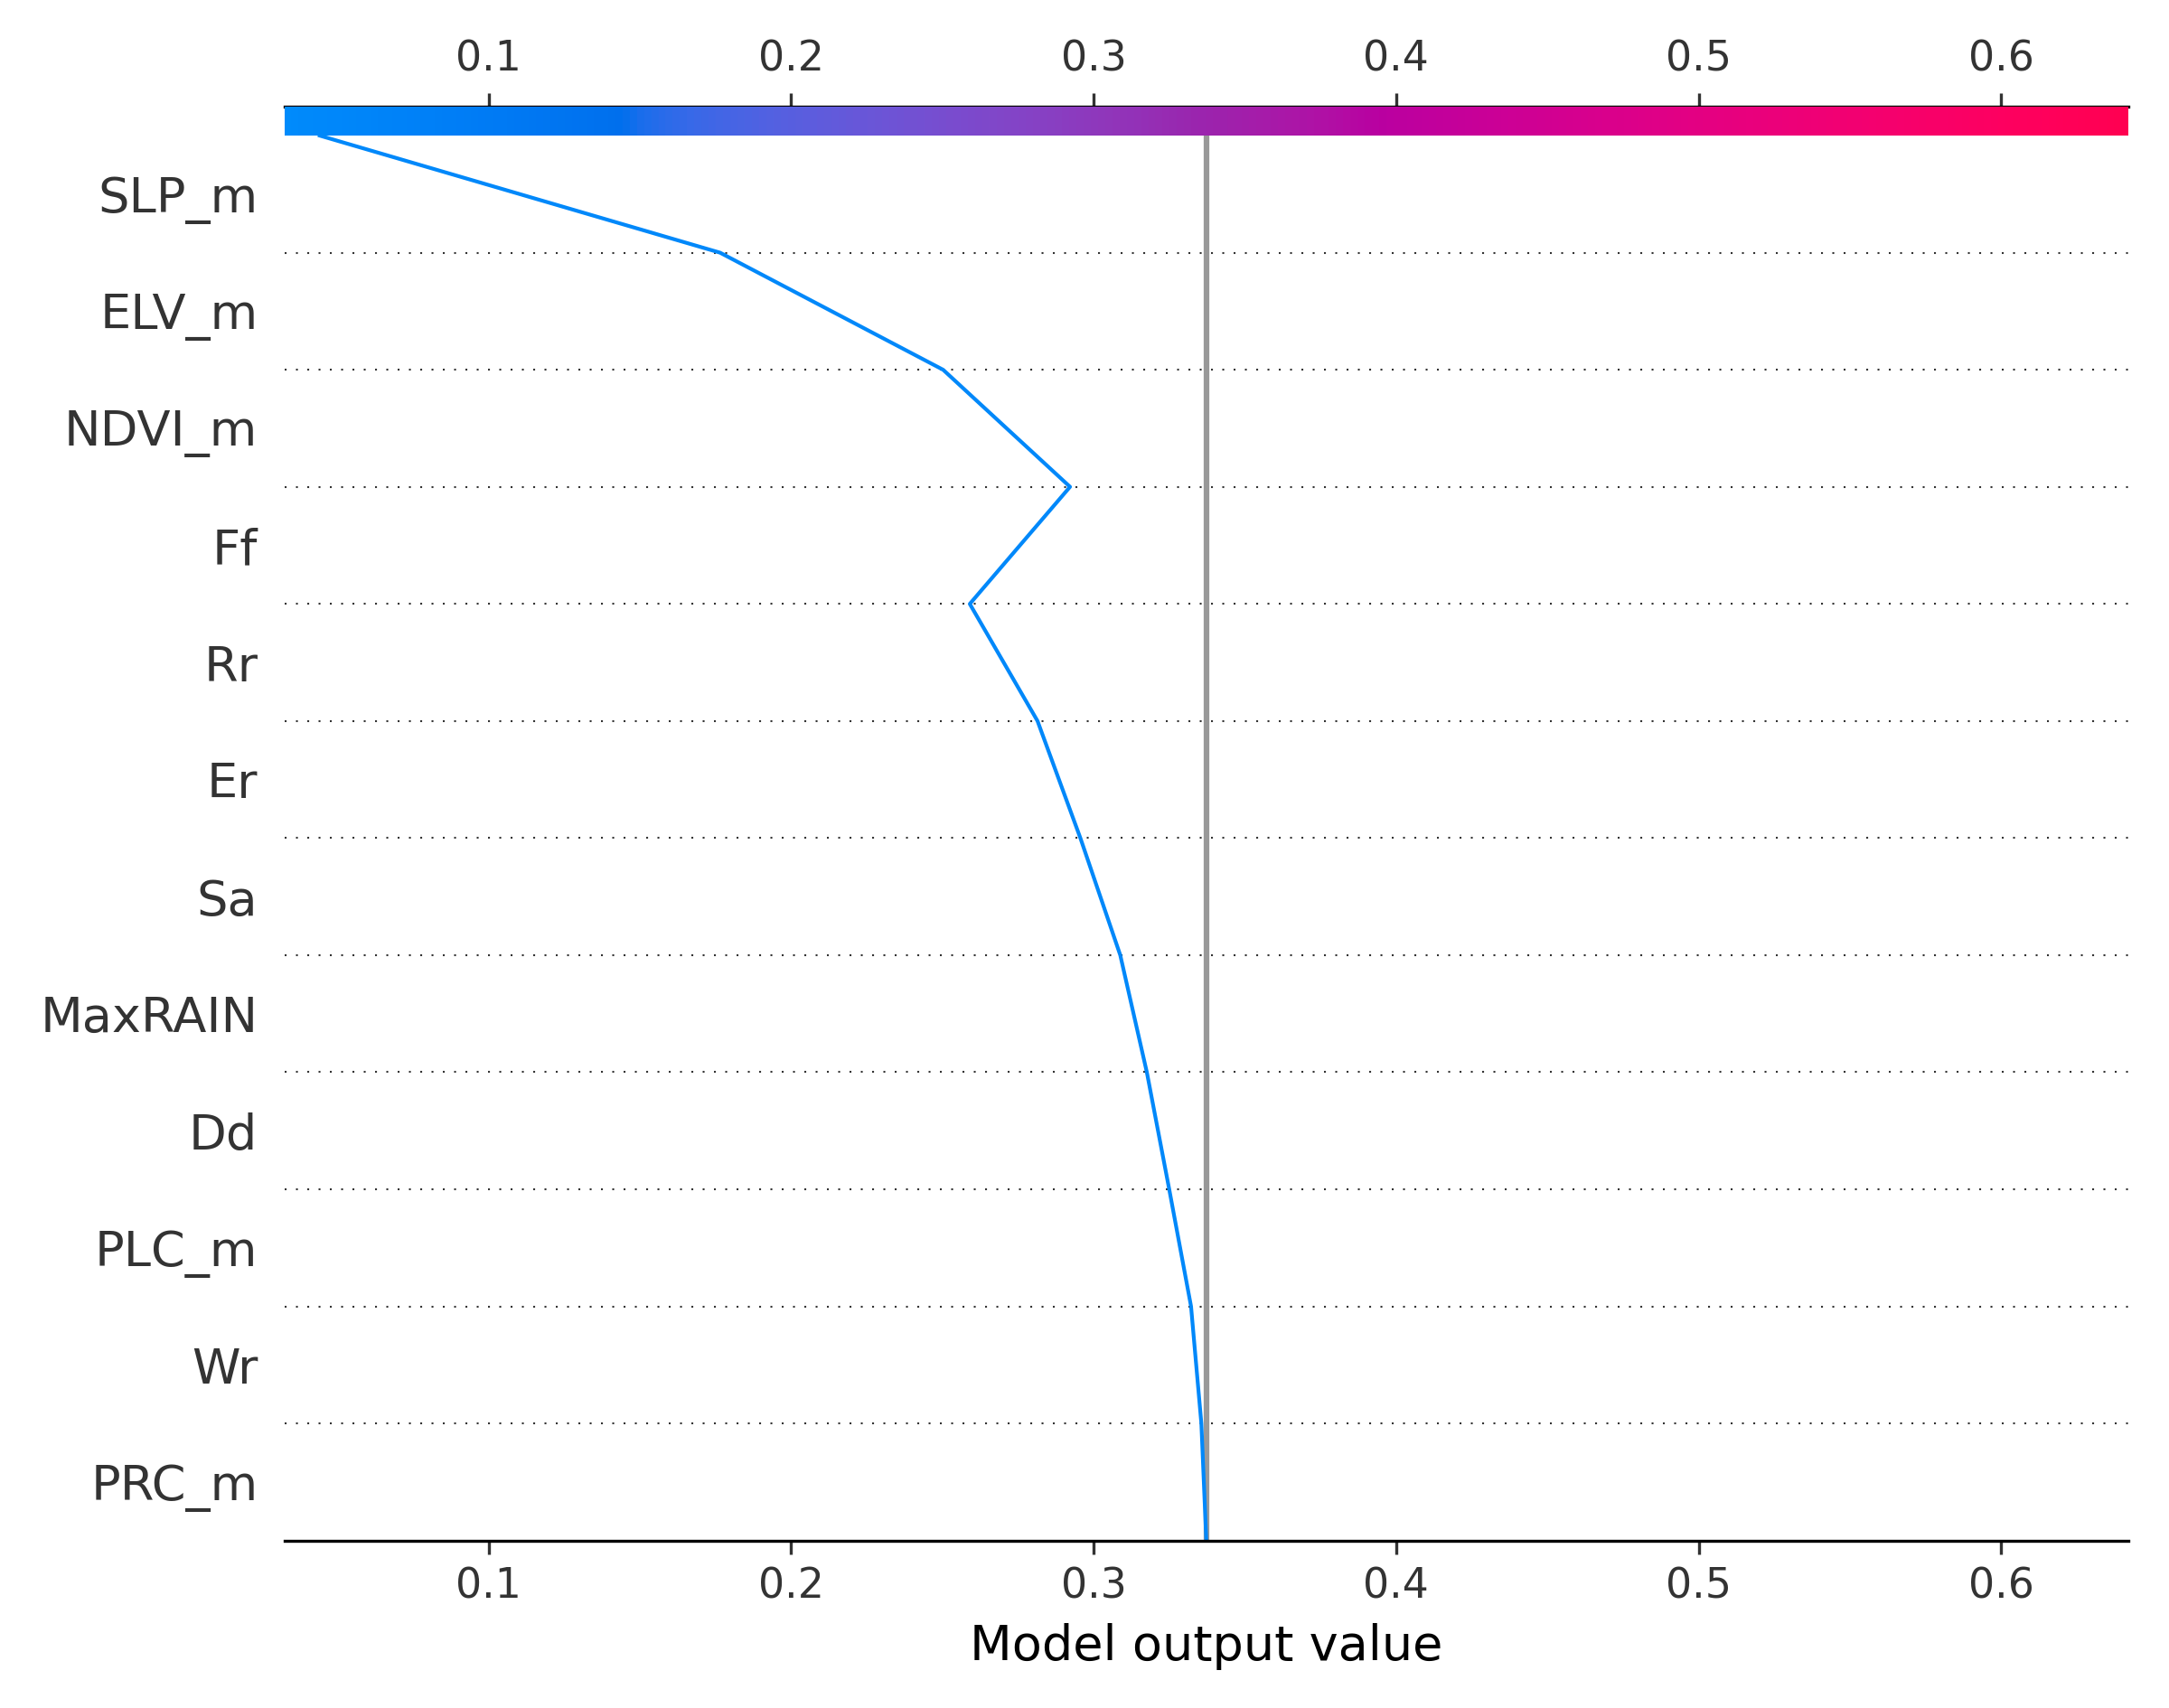 0.1 0.2 0.3 0.4 0.5 0.6
SLP_m
ELV_m
NDVI_m
Ff
Rr
Er
Sa
MaxRAIN
Dd
PLC_m
Wr
PRC_m
0.1 0.2 0.3 0.4 0.5 0.6
Model output value